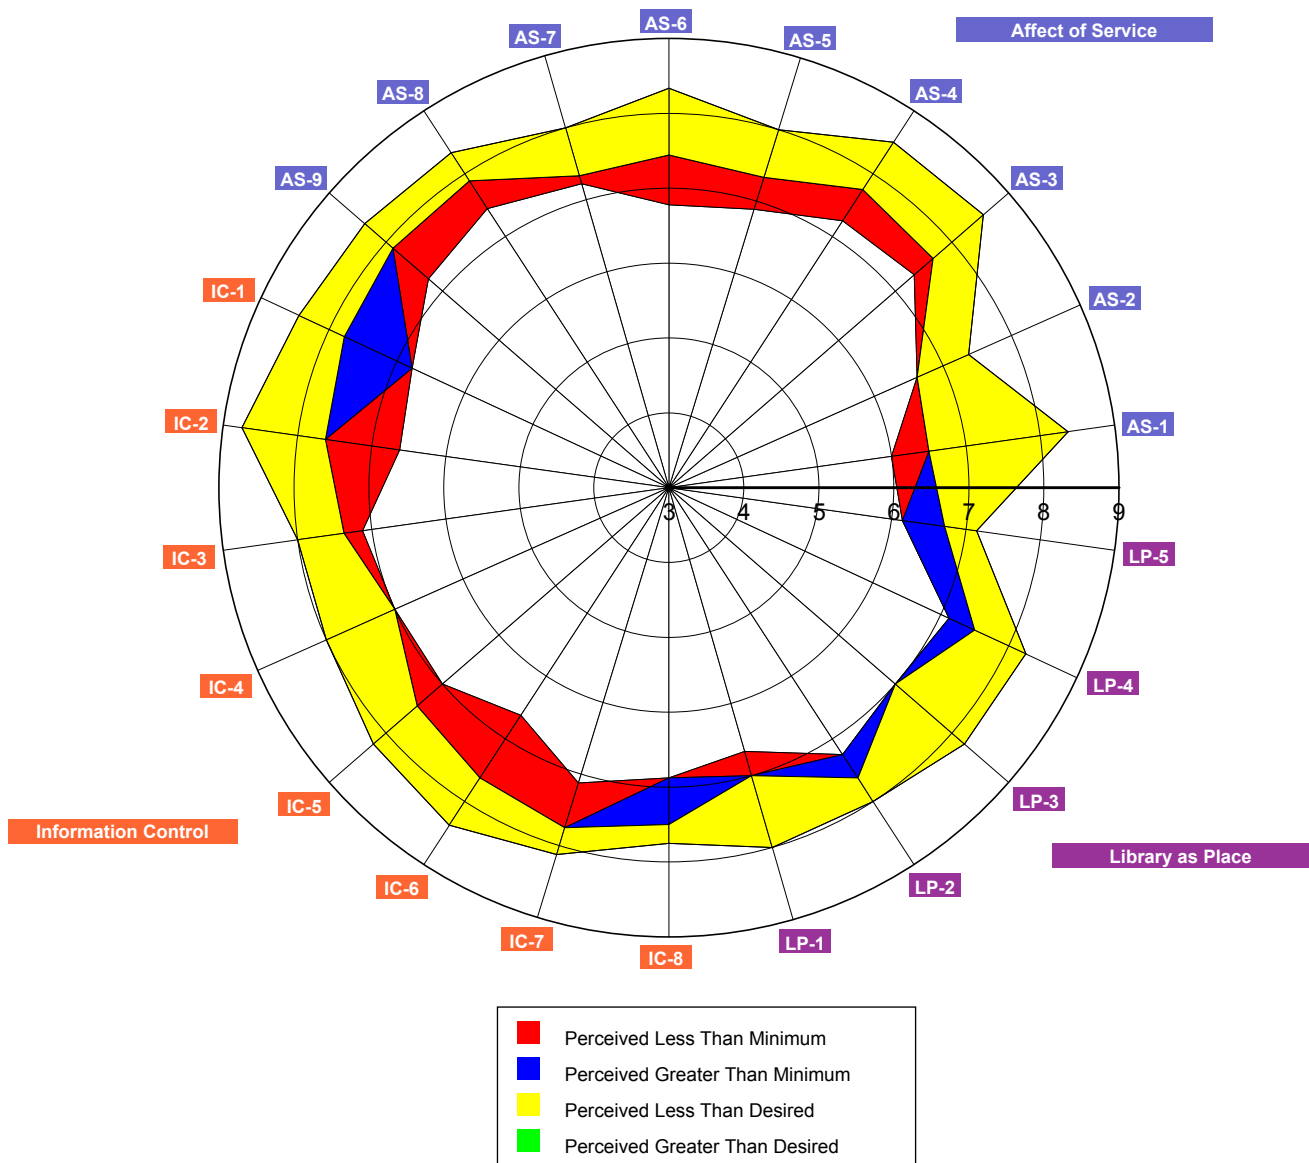 AS-6
AS-7
AS-5
Affect of Service
AS-8
AS-4
AS-9
AS-3
IC-1
AS-2
IC-2
AS-1
3 4 5 6 7 8 9
IC-3
LP-5
IC-4
LP-4
IC-5
LP-3
Information Control
Library as Place
IC-6
LP-2
IC-7
LP-1
IC-8
Perceived Less Than Minimum
Perceived Greater Than Minimum
Perceived Less Than Desired
Perceived Greater Than Desired